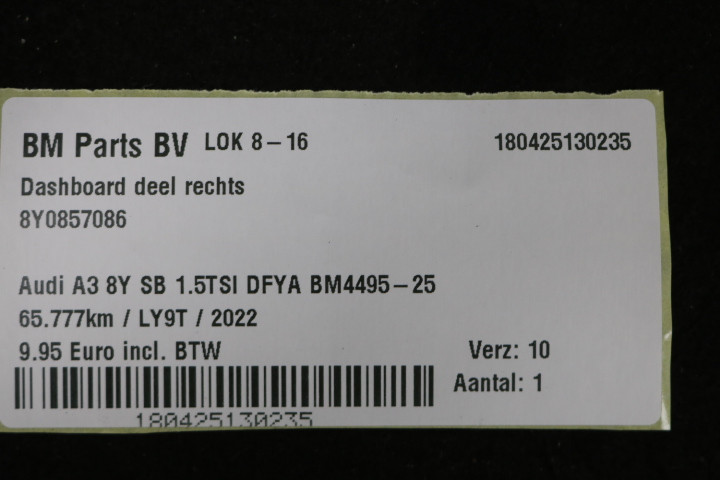 BM Parts BV LOK 8-16 180425130235
Dashboard deel rechts
8Y0857086
Audi A3 8Y SB 1.5TSI DFYA BM4495-25
65.777km / LY9T / 2022
9.95 Euro incl. BTW Verz: 10
Aantal: 1
180425130235